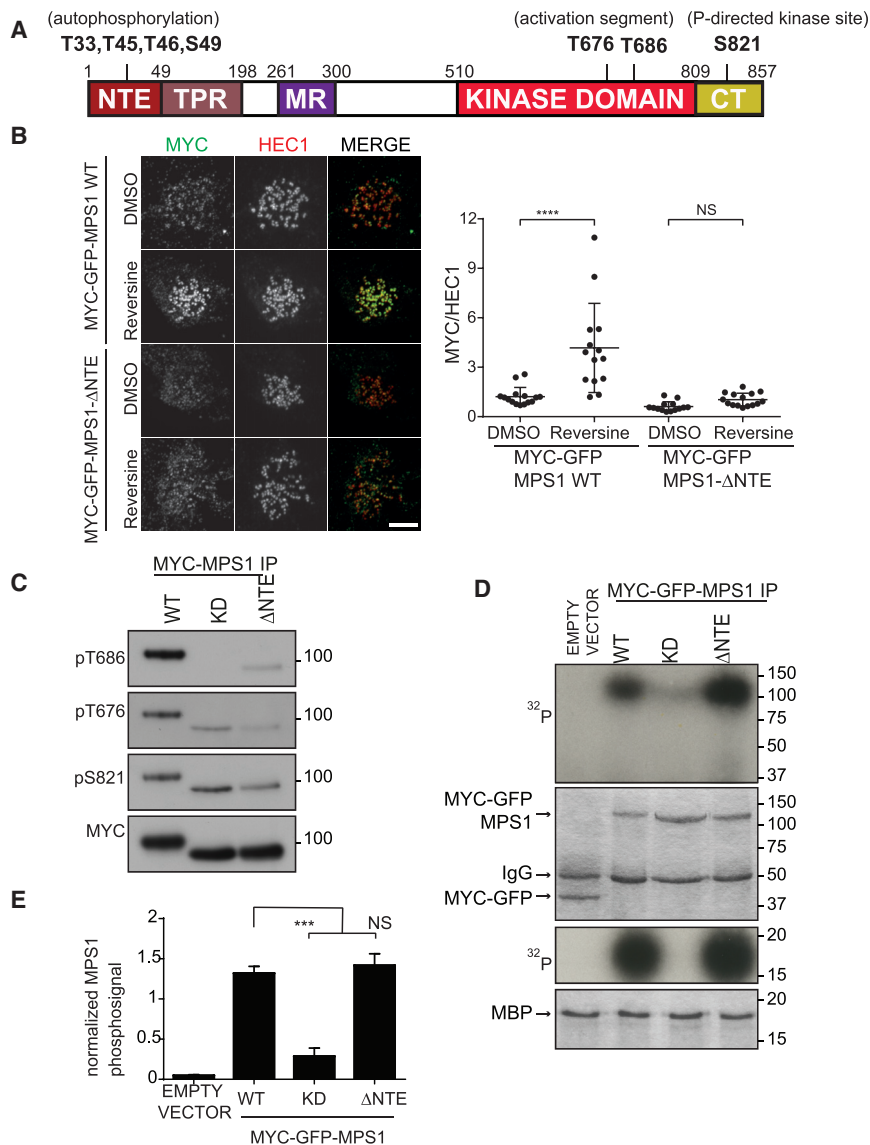 A
(autophosphorylation) (activation segment) (P-directed kinase site)
T33,T45,T46,S49 T676 T686 S821
1 49 198 261 300 510 809 857
NTE TPR MR KINASE DOMAIN CT
B
MYC HEC1 MERGE
MYC-GFP-MPS1 WT
DMSO
Reversine
MYC-GFP-MPS1-ΔNTE
DMSO
Reversine
MYC/HEC1
12
9
6
3
0
**** NS
DMSO Reversine DMSO Reversine
MYC-GFP MYC-GFP
MPS1 WT MPS1-ΔNTE
C
MYC-MPS1 IP
WT KD ΔNTE
pT686 100
pT676 100
pS821 100
MYC 100
D
MYC-GFP-MPS1 IP
EMPTY
VECTOR
WT KD ΔNTE
32P
150
100
75
50
37
MYC-GFP
MPS1
IgG
MYC-GFP
150
100
75
50
37
32P
20
15
MBP
20
15
E
normalized MPS1
phosphosignal
2
1.5
1
0.5
0
*** NS
EMPTY
VECTOR
WT KD ΔNTE
MYC-GFP-MPS1